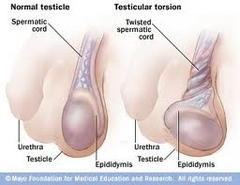 Normal testicle
Testicular torsion
Spermatic
cord
Twisted
spermatic
cord
Urethra
Testicle
Epididymis
Urethra
Testicle
Epididymis
© Mayo Foundation for Medical Education and Research. All rights reserved.